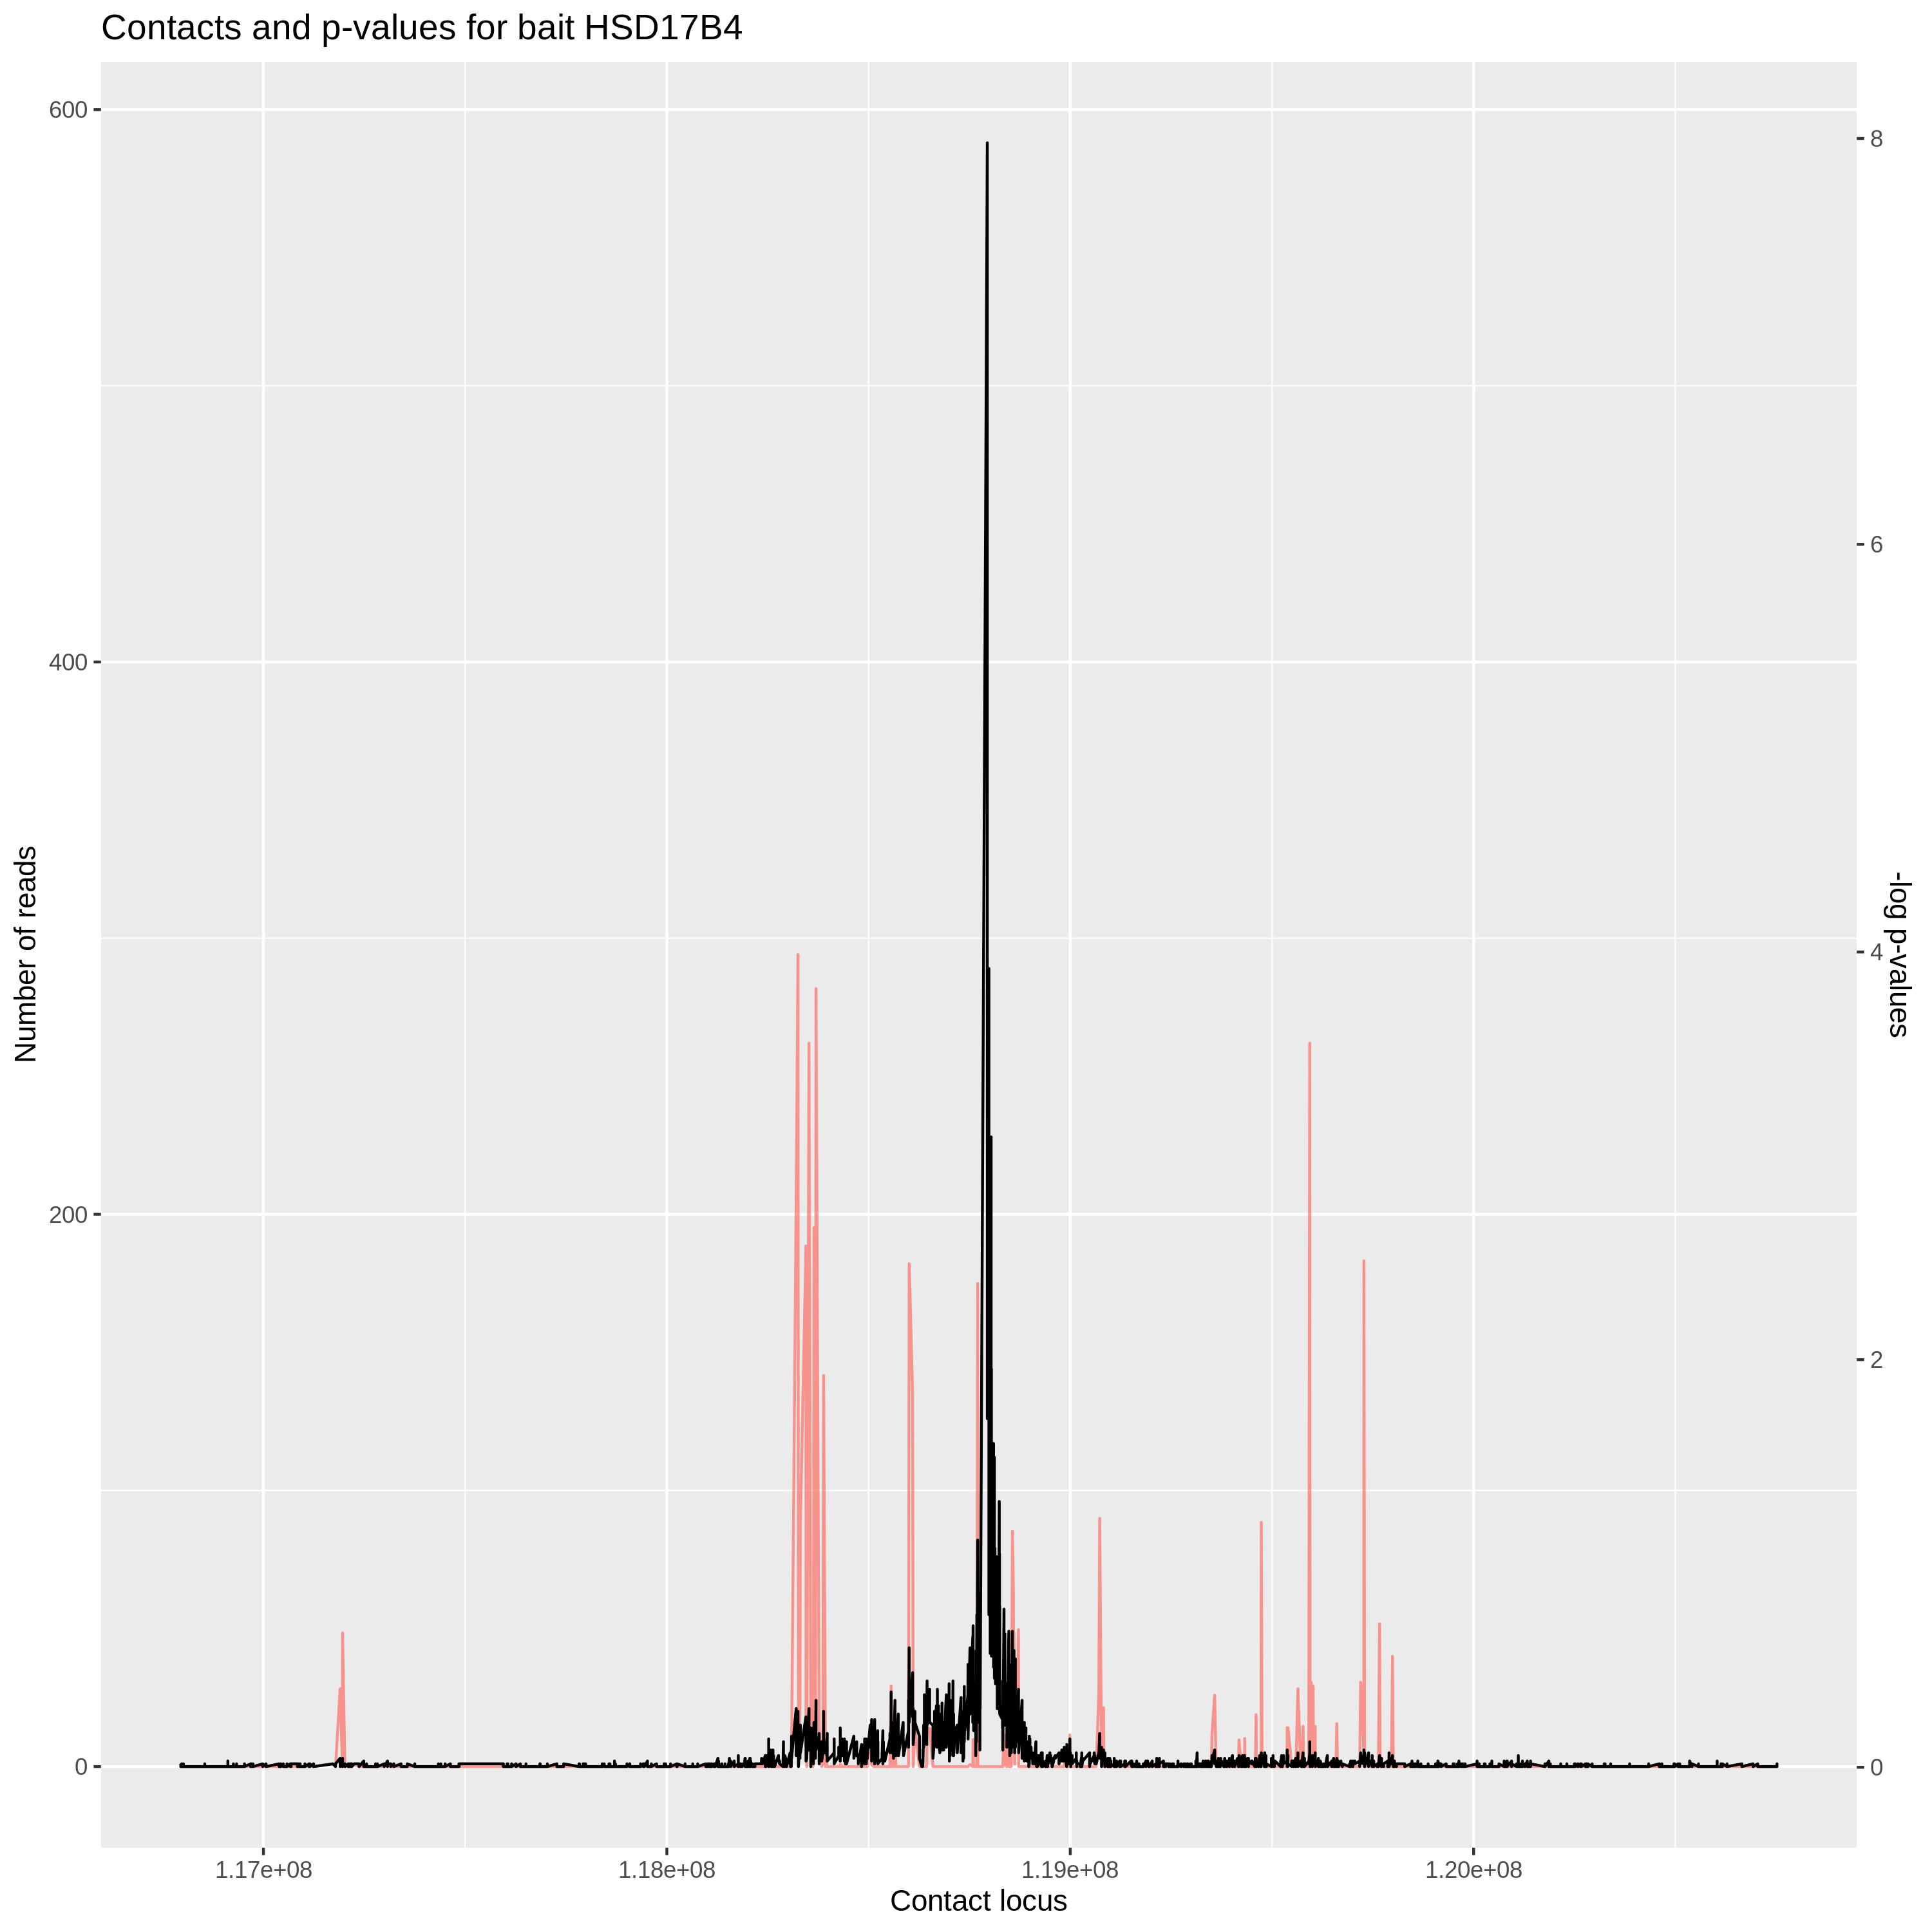 Contacts and p-values for bait HSD17B4
600
400
200
0
Number of reads
8
6
4
2
0
-log p-values
1.17e+08
1.18e+08
1.19e+08
1.20e+08
Contact locus